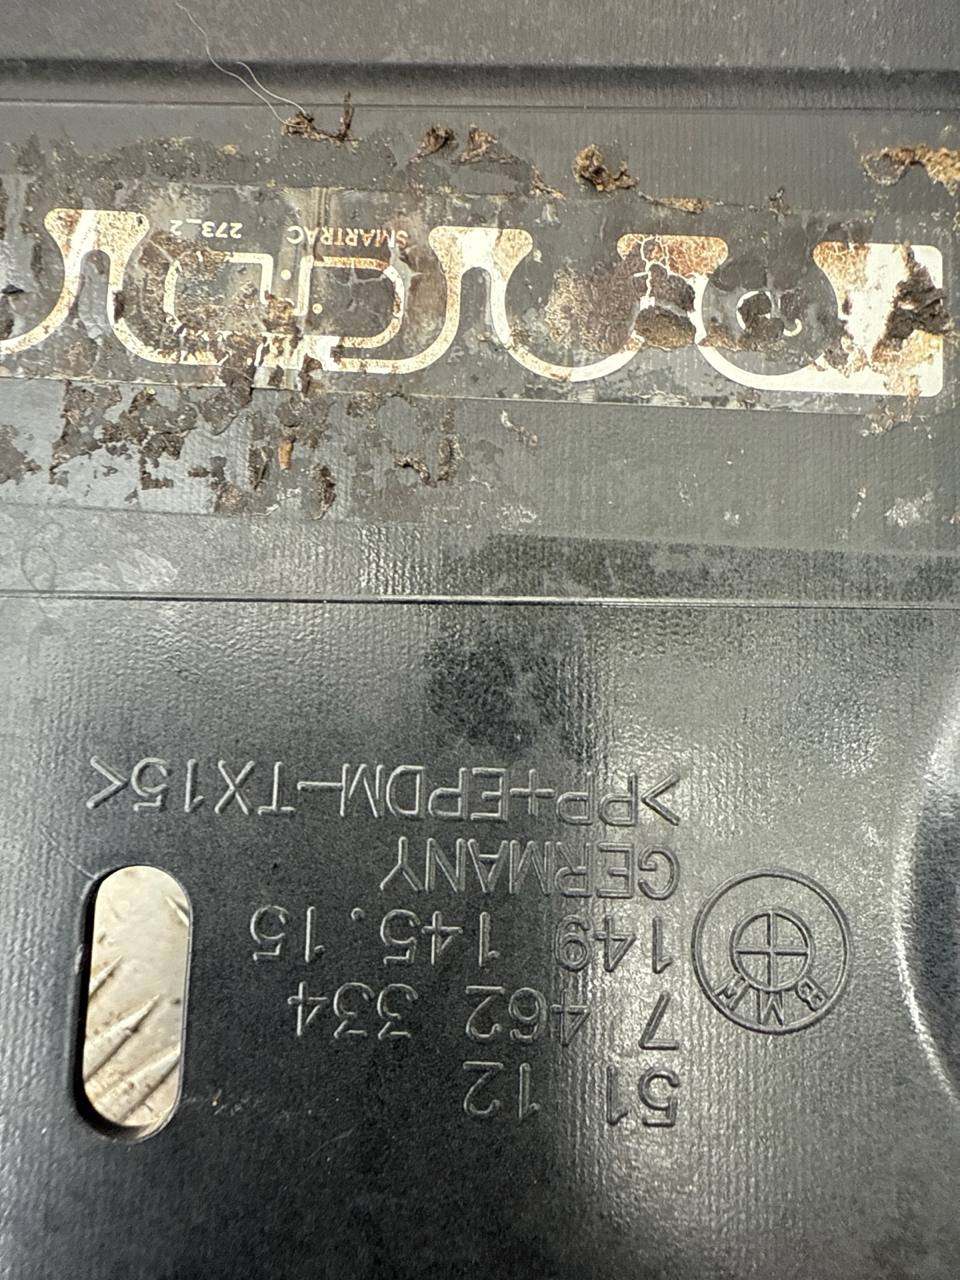 51 12
7 462 334
149 145.15
GERMANY
>PP+EPDM-TX15<
BMW
SMARTRAC
273_2